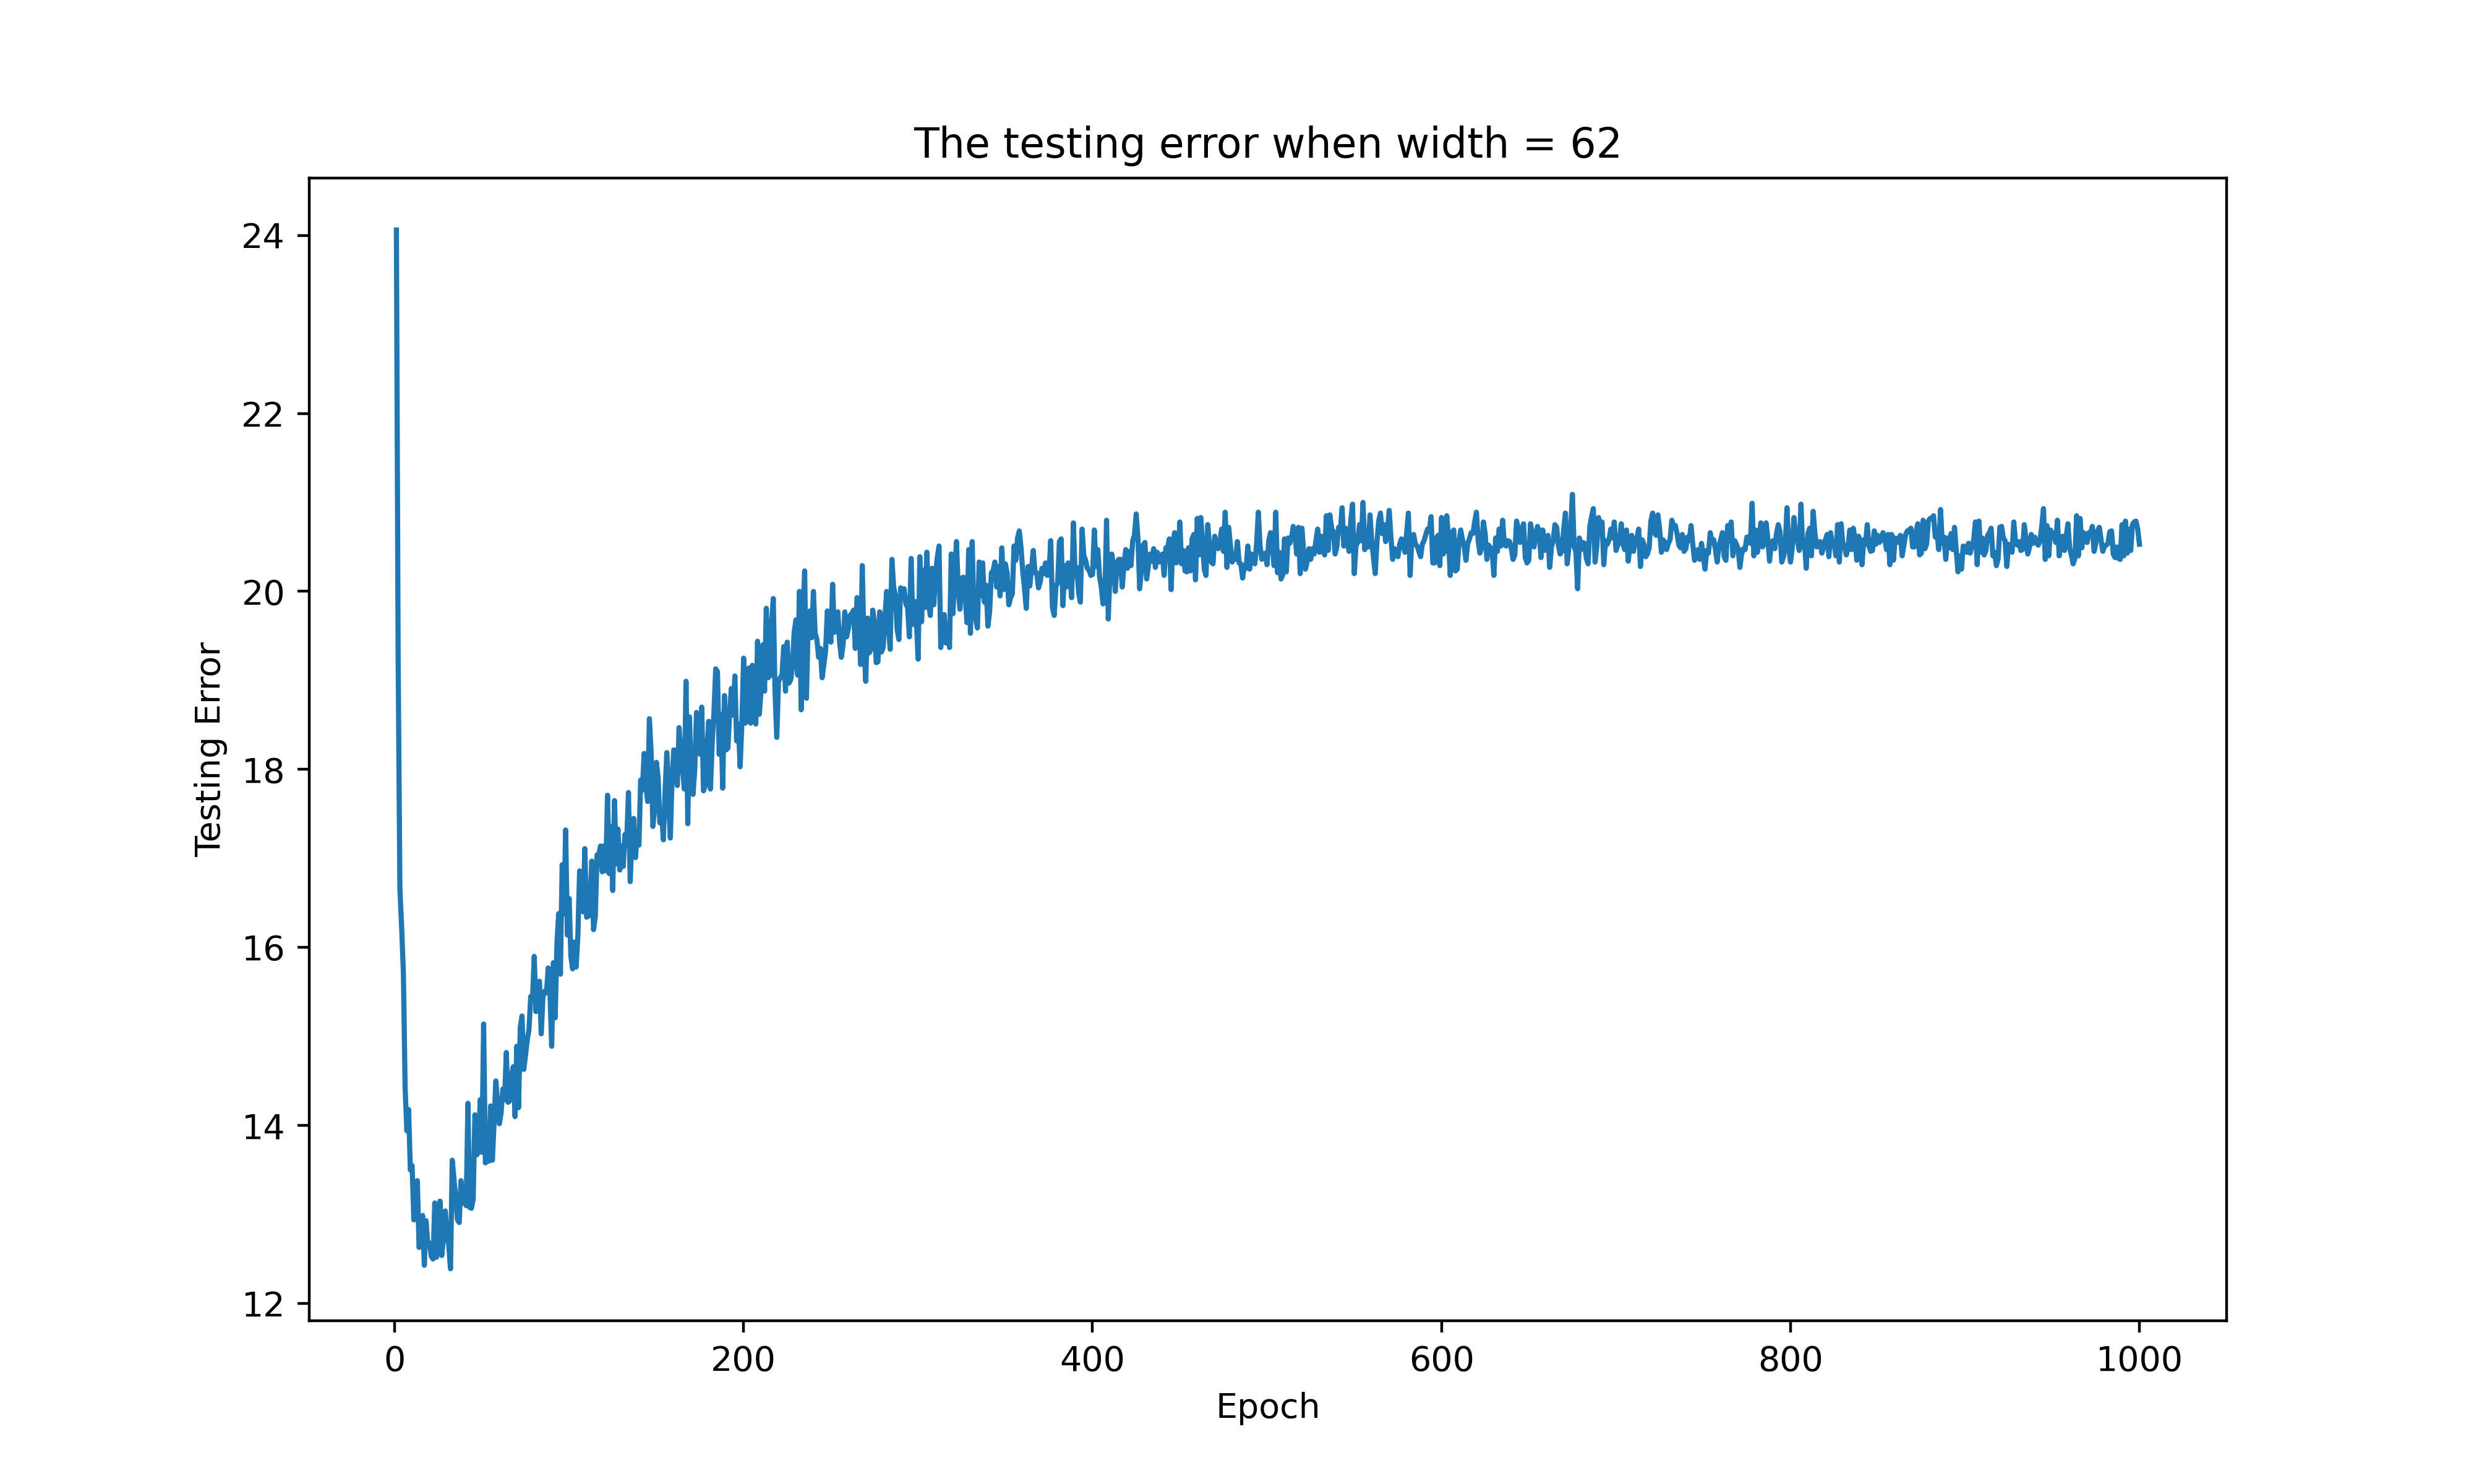 The testing error when width = 62
24
22
20
18
16
14
12
Testing Error
0 200 400 600 800 1000
Epoch